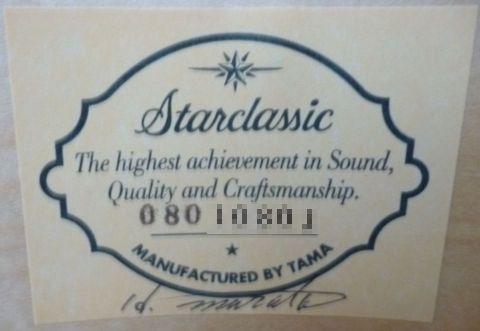 Starclassic
The highest achievement in Sound,
Quality and Craftsmanship.
080
MANUFACTURED BY TAMA